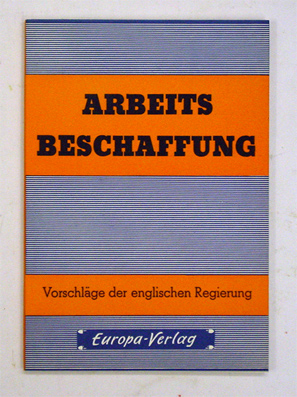 ARBEITS
BESCHAFFUNG
Vorschläge der englischen Regierung
Europa-Verlag